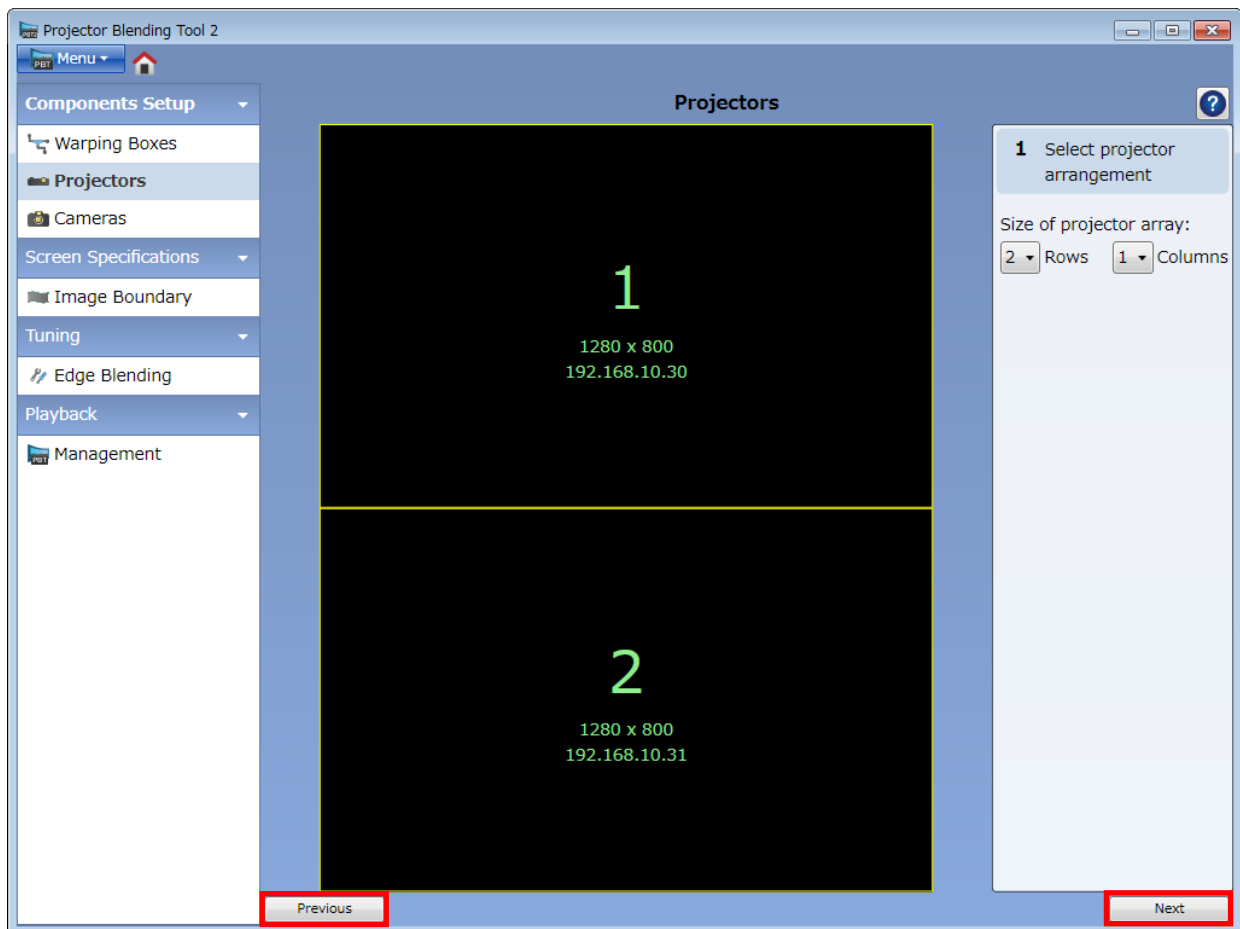 Projector Blending Tool 2
PBT Menu
Components Setup
Warping Boxes
Projectors
Cameras
Screen Specifications
Image Boundary
Tuning
Edge Blending
Playback
PBT Management
Projectors
?
1
1280 x 800
192.168.10.30
2
1280 x 800
192.168.10.31
1 Select projector
arrangement
Size of projector array:
2 Rows 1 Columns
Previous
Next